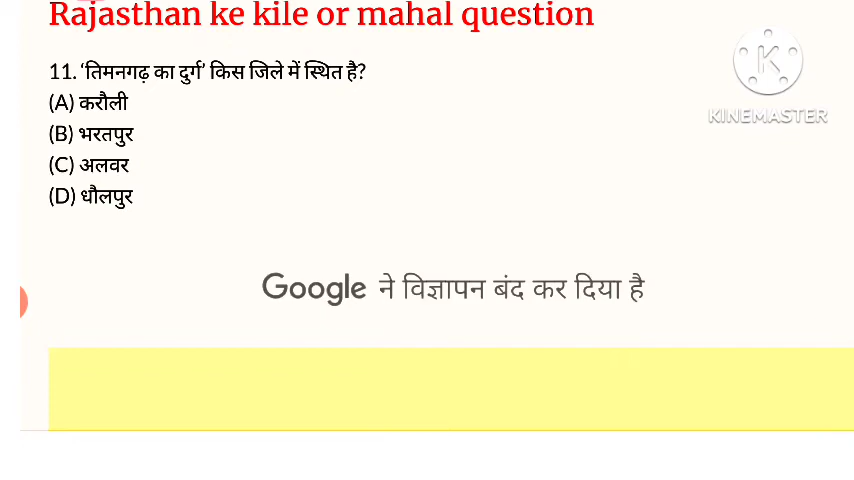 Rajasthan ke kile or mahal question
11. ‘तिमनगढ़ का दुर्ग’ किस जिले में स्थित है?
(A) करौली
(B) भरतपुर
(C) अलवर
(D) धौलपुर
K
KINEMASTER
Google ने विज्ञापन बंद कर दिया है